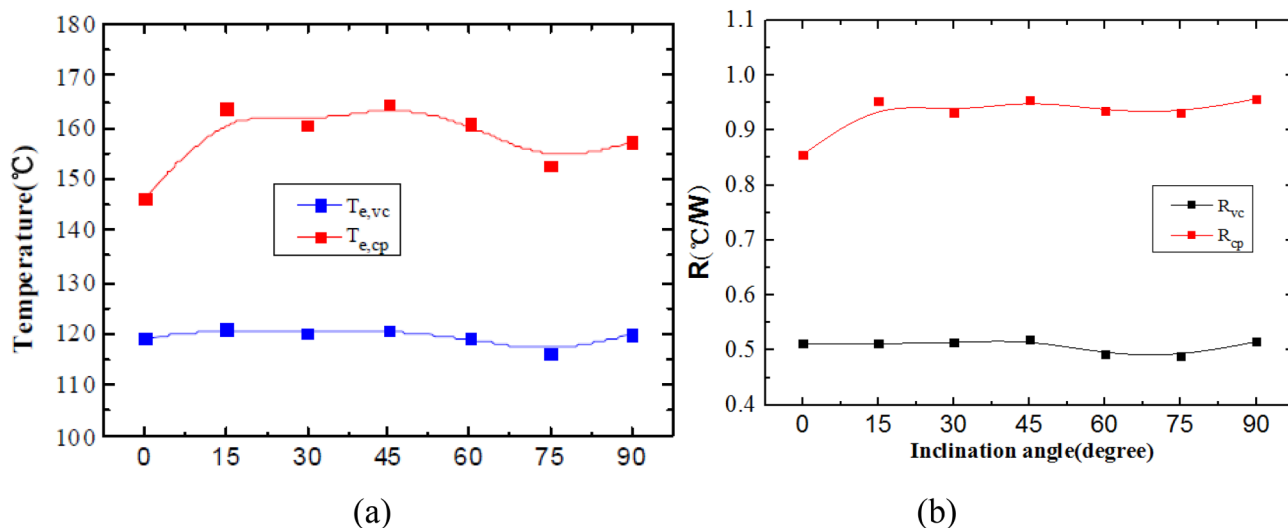 180
170
160
150
140
130
120
110
100
Temperature(℃)
T_e,vc
T_e,cp
0 15 30 45 60 75 90
(a)
1.1
1.0
0.9
0.8
0.7
0.6
0.5
0.4
R(℃/W)
R_vc
R_cp
0 15 30 45 60 75 90
Inclination angle(degree)
(b)